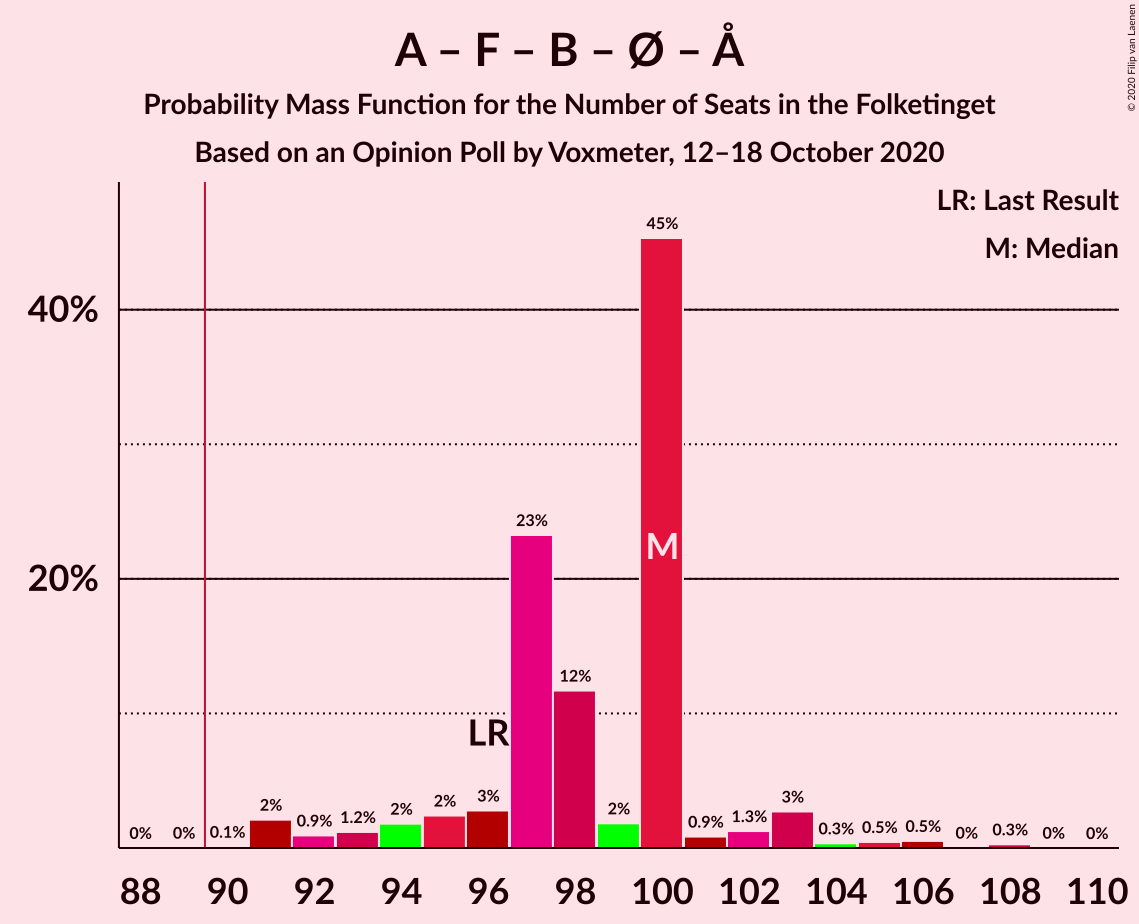 A – F – B – Ø – Å
Probability Mass Function for the Number of Seats in the Folketinget
Based on an Opinion Poll by Voxmeter, 12–18 October 2020
© 2020 Filip van Laenen
LR: Last Result
M: Median
45%
40%
M
23%
20%
12%
LR
0% 0% 0.1% 2% 0.9% 1.2% 2% 2% 3% 2% 0.9% 1.3% 3% 0.3% 0.5% 0.5% 0% 0.3% 0% 0%
88 90 92 94 96 98 100 102 104 106 108 110